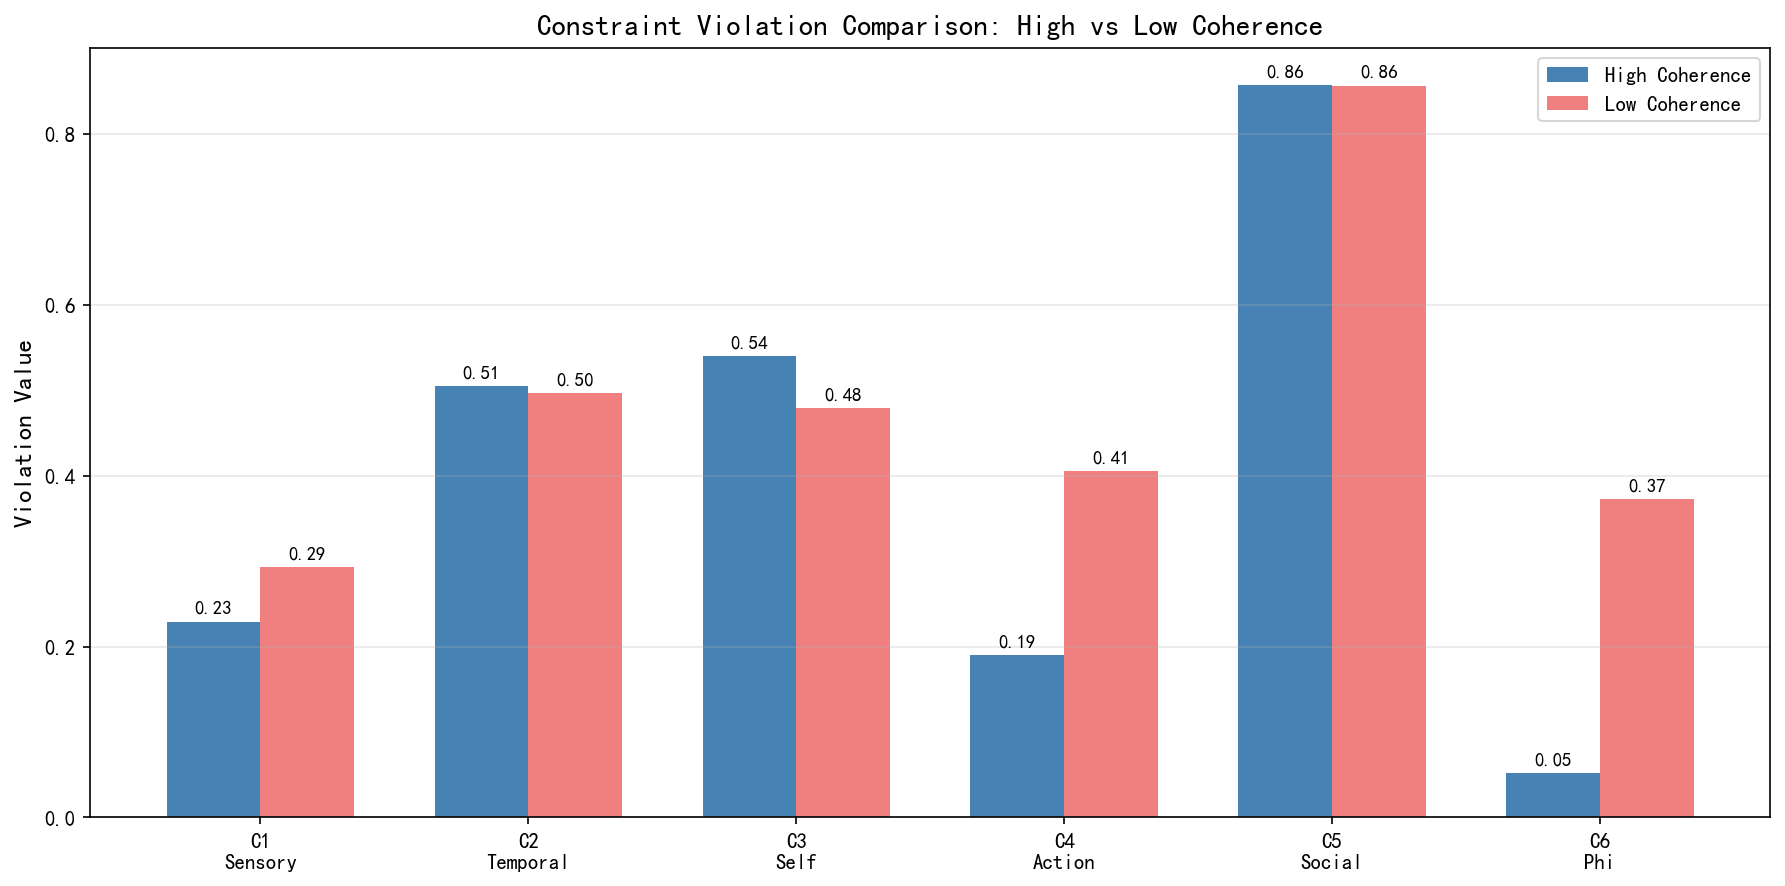 Constraint Violation Comparison: High vs Low Coherence
High Coherence
Low Coherence
Violation Value
0.8
0.6
0.4
0.2
0.0
0.23
0.29
0.51
0.50
0.54
0.48
0.19
0.41
0.86
0.86
0.05
0.37
C1
Sensory
C2
Temporal
C3
Self
C4
Action
C5
Social
C6
Phi